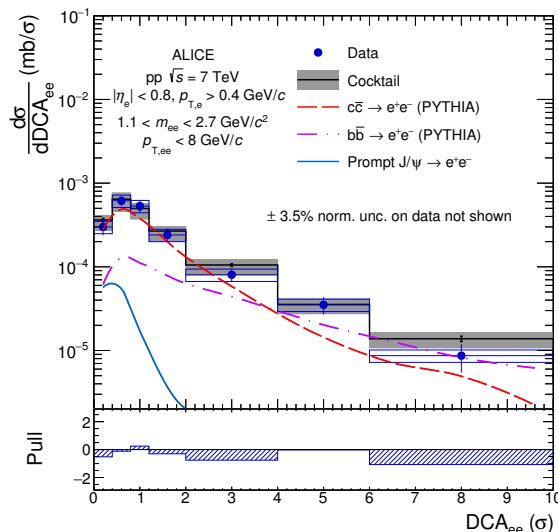 dσ/dDCA_ee (mb/σ)
10⁻¹
10⁻²
10⁻³
10⁻⁴
10⁻⁵
ALICE
pp √s = 7 TeV
|η_e| < 0.8, p_T,e > 0.4 GeV/c
1.1 < m_ee < 2.7 GeV/c²
p_T,ee < 8 GeV/c
Data
Cocktail
cc̄ → e⁺e⁻ (PYTHIA)
bb̄ → e⁺e⁻ (PYTHIA)
Prompt J/ψ → e⁺e⁻
± 3.5% norm. unc. on data not shown
Pull
2
0
−2
0 1 2 3 4 5 6 7 8 9 10
DCA_ee (σ)